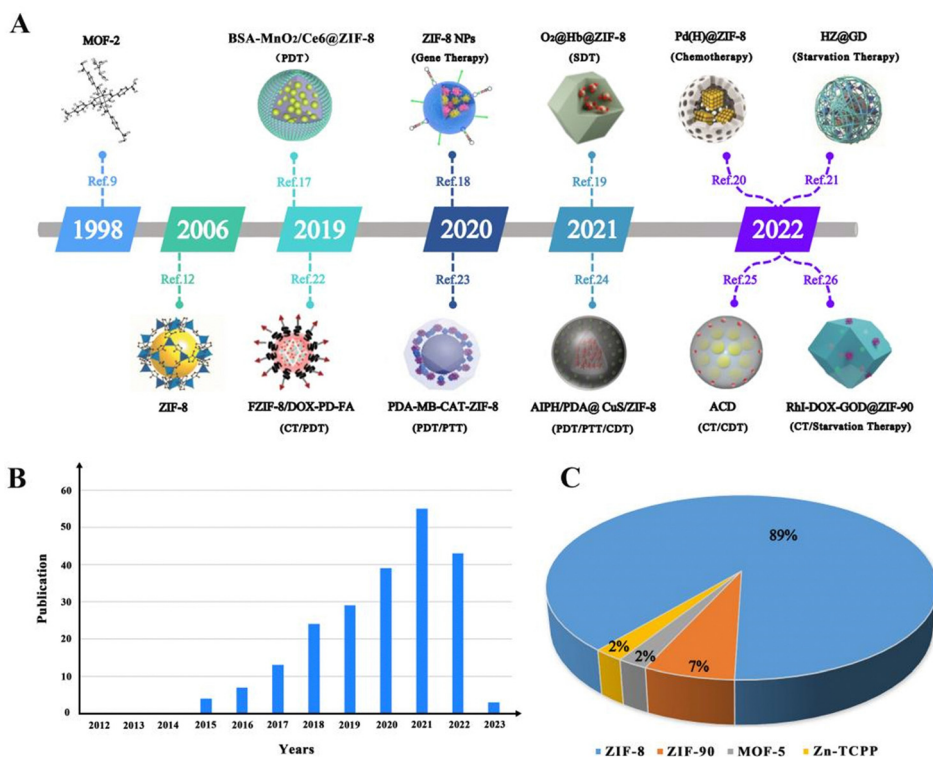 A
MOF-2
BSA-MnO2/Ce6@ZIF-8
(PDT)
ZIF-8 NPs
(Gene Therapy)
O2@Hb@ZIF-8
(SDT)
Pd(H)@ZIF-8
(Chemotherapy)
HZ@GD
(Starvation Therapy)
Ref.9
Ref.17
Ref.18
Ref.19
Ref.20
Ref.21
1998
2006
2019
2020
2021
2022
Ref.12
Ref.22
Ref.23
Ref.24
Ref.25
Ref.26
ZIF-8
FZIF-8/DOX-PD-FA
(CT/PDT)
PDA-MB-CAT-ZIF-8
(PDT/PTT)
AIPH/PDA@ CuS/ZIF-8
(PDT/PTT/CDT)
ACD
(CT/CDT)
RhI-DOX-GOD@ZIF-90
(CT/Starvation Therapy)
B
Publication
60
50
40
30
20
10
0
2012 2013 2014 2015 2016 2017 2018 2019 2020 2021 2022 2023
Years
C
89%
2%
2%
7%
ZIF-8 ZIF-90 MOF-5 Zn-TCPP